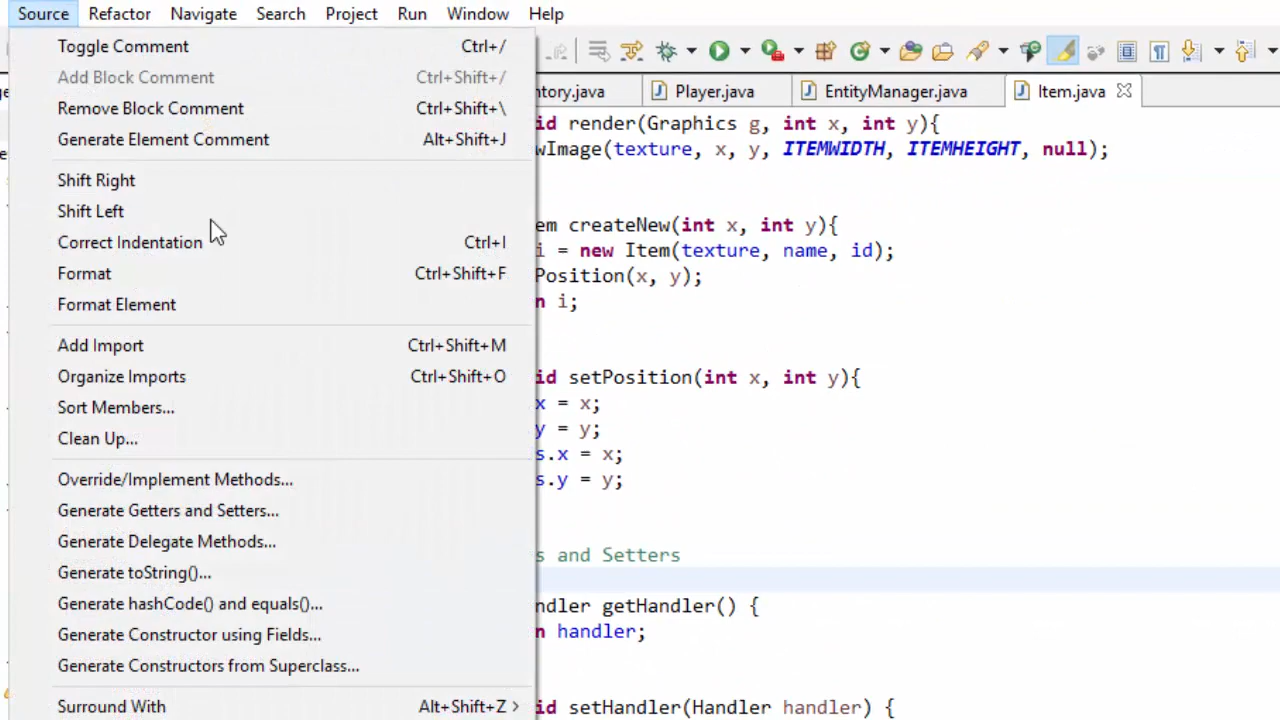 Source Refactor Navigate Search Project Run Window Help
Toggle Comment Ctrl+/
Add Block Comment Ctrl+Shift+/
Remove Block Comment Ctrl+Shift+\
Generate Element Comment Alt+Shift+J
Shift Right
Shift Left
Correct Indentation Ctrl+I
Format Ctrl+Shift+F
Format Element
Add Import Ctrl+Shift+M
Organize Imports Ctrl+Shift+O
Sort Members...
Clean Up...
Override/Implement Methods...
Generate Getters and Setters...
Generate Delegate Methods...
Generate toString()...
Generate hashCode() and equals()...
Generate Constructor using Fields...
Generate Constructors from Superclass...
Surround With Alt+Shift+Z
ntory.java Player.java EntityManager.java Item.java
id render(Graphics g, int x, int y){
wImage(texture, x, y, ITEMWIDTH, ITEMHEIGHT, null);
em createNew(int x, int y){
i = new Item(texture, name, id);
Position(x, y);
n i;
id setPosition(int x, int y){
x = x;
y = y;
s.x = x;
s.y = y;
s and Setters
ndler getHandler() {
n handler;
id setHandler(Handler handler) {